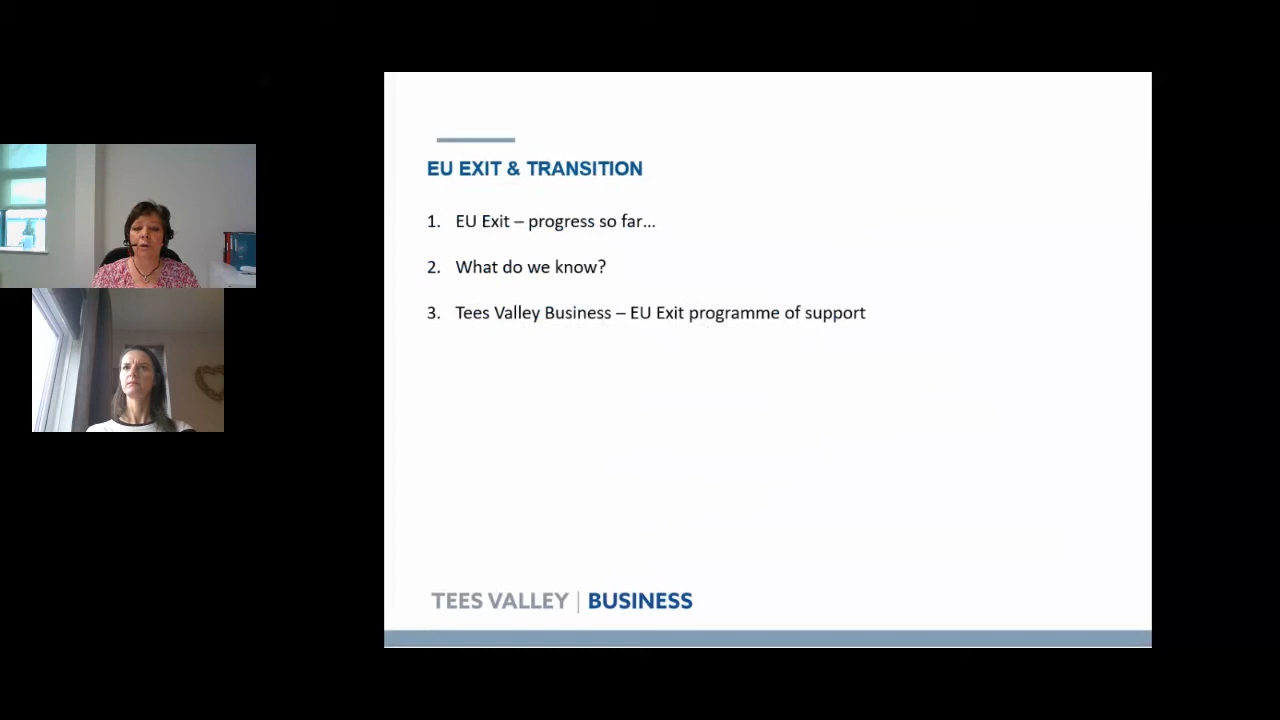 EU EXIT & TRANSITION
1. EU Exit – progress so far...
2. What do we know?
3. Tees Valley Business – EU Exit programme of support
TEES VALLEY | BUSINESS